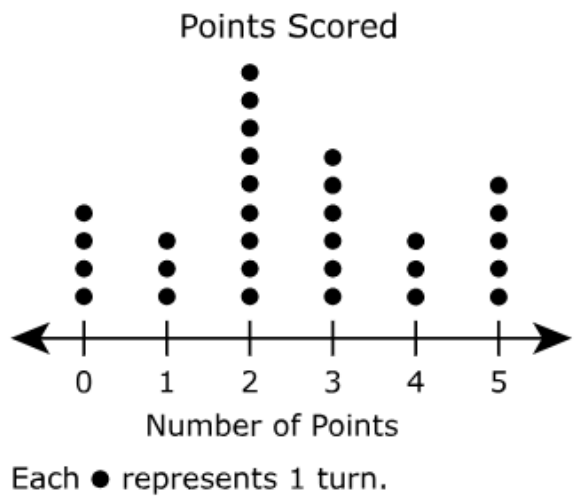 Points Scored
0 1 2 3 4 5
Number of Points
Each ● represents 1 turn.